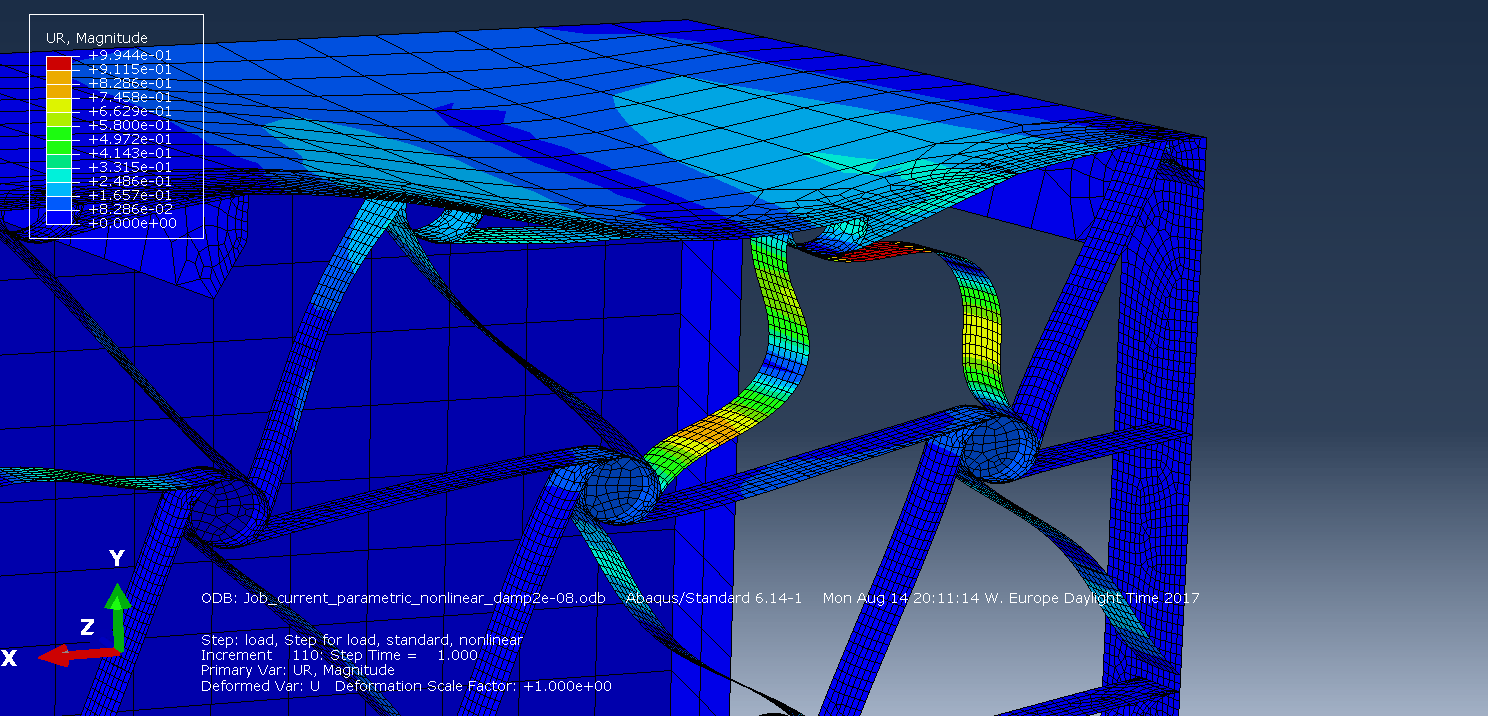 UR, Magnitude
+9.944e-01
+9.115e-01
+8.286e-01
+7.458e-01
+6.629e-01
+5.800e-01
+4.972e-01
+4.143e-01
+3.315e-01
+2.486e-01
+1.657e-01
+8.286e-02
+0.000e+00
Y
Z
X
ODB: Job_current_parametric_nonlinear_damp2e-08.odb Abaqus/Standard 6.14-1 Mon Aug 14 20:11:14 W. Europe Daylight Time 2017
Step: load, Step for load, standard, nonlinear
Increment 110: Step Time = 1.000
Primary Var: UR, Magnitude
Deformed Var: U Deformation Scale Factor: +1.000e+00